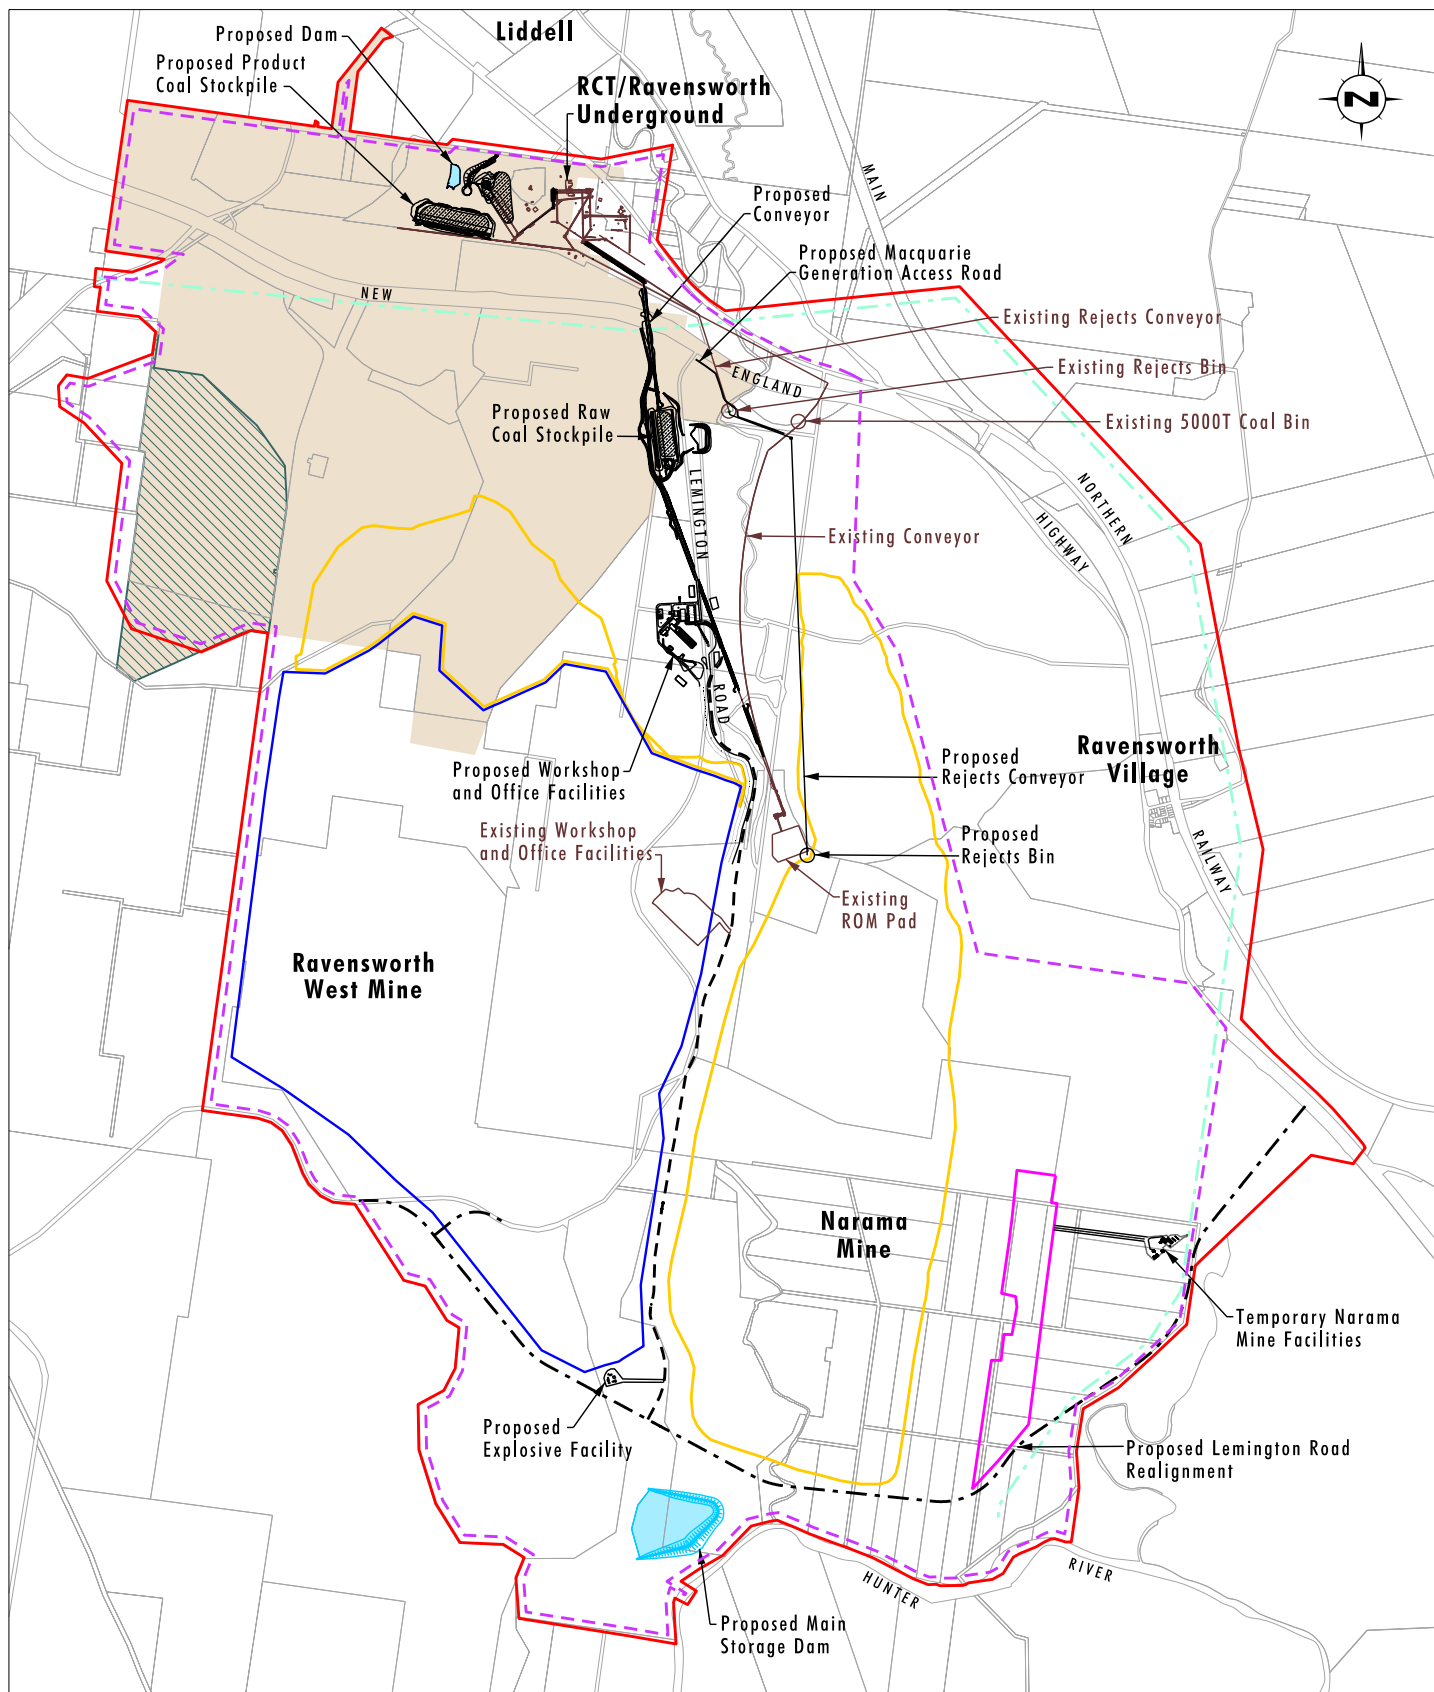 Liddell
Proposed Dam
Proposed Product
Coal Stockpile
RCT/Ravensworth
Underground
N
MAIN
Proposed
Conveyor
Proposed Macquarie
Generation Access Road
NEW
Existing Rejects Conveyor
Existing Rejects Bin
ENGLAND
Proposed Raw
Coal Stockpile
Existing 5000T Coal Bin
LEMINGTON
NORTHERN
HIGHWAY
Existing Conveyor
ROAD
Proposed Workshop
and Office Facilities
Proposed
Rejects Conveyor
Ravensworth
Village
Existing Workshop
and Office Facilities
Proposed
Rejects Bin
RAILWAY
Existing
ROM Pad
Ravensworth
West Mine
Narama
Mine
Temporary Narama
Mine Facilities
Proposed
Explosive Facility
Proposed Lemington Road
Realignment
HUNTER
RIVER
Proposed Main
Storage Dam